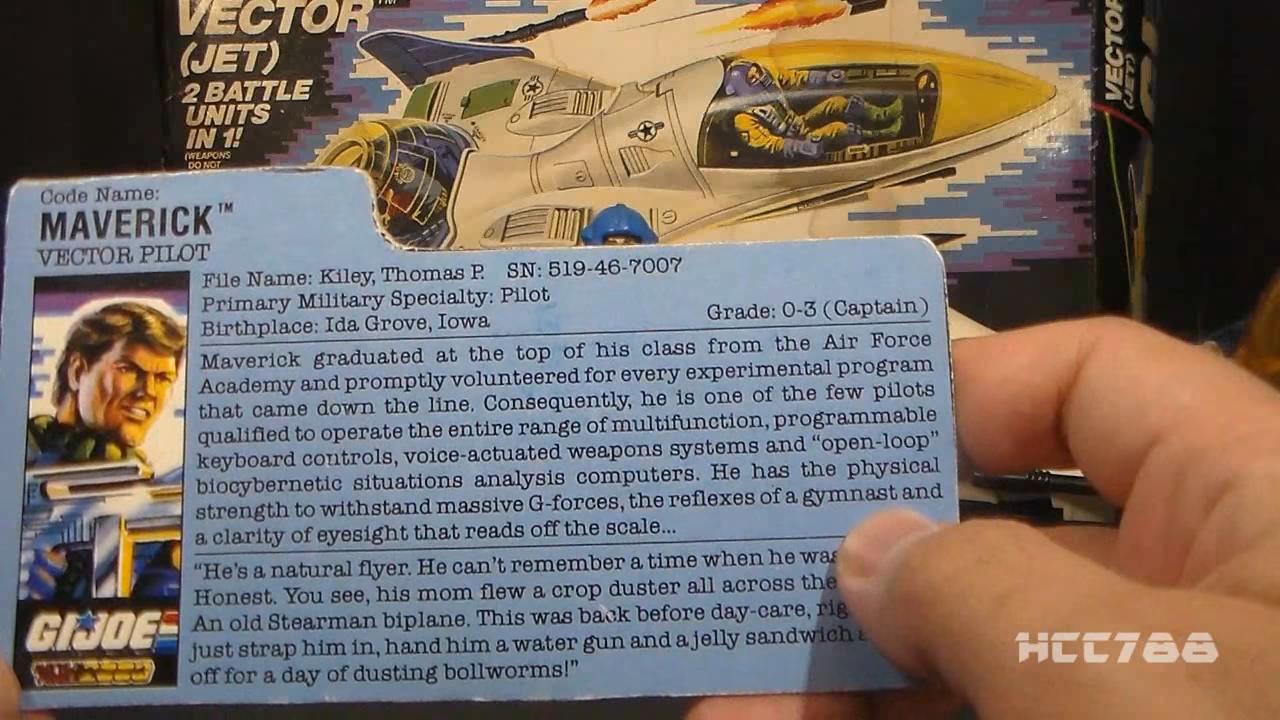 VECTOR™
(JET)
2 BATTLE
UNITS
IN 1!
(WEAPONS
DO NOT
VECTOR
(JET)
Code Name:
MAVERICK™
VECTOR PILOT
File Name: Kiley, Thomas P. SN: 519-46-7007
Primary Military Specialty: Pilot
Birthplace: Ida Grove, Iowa Grade: O-3 (Captain)
Maverick graduated at the top of his class from the Air Force
Academy and promptly volunteered for every experimental program
that came down the line. Consequently, he is one of the few pilots
qualified to operate the entire range of multifunction, programmable
keyboard controls, voice-actuated weapons systems and "open-loop"
biocybernetic situations analysis computers. He has the physical
strength to withstand massive G-forces, the reflexes of a gymnast and
a clarity of eyesight that reads off the scale...
"He's a natural flyer. He can't remember a time when he was
Honest. You see, his mom flew a crop duster all across the
An old Stearman biplane. This was back before day-care, rig
just strap him in, hand him a water gun and a jelly sandwich
off for a day of dusting bollworms!"
G.I. JOE
HCC788